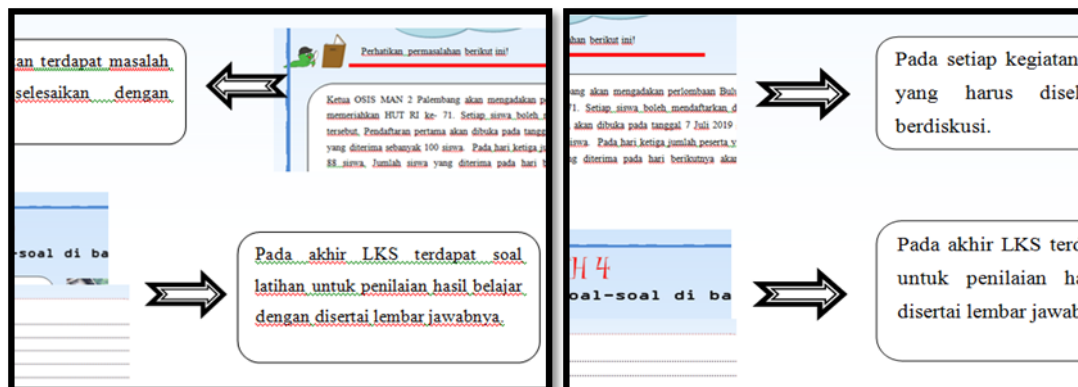 an terdapat masalah
selesaikan dengan
Perhatikan permasalahan berikut ini!
Ketua OSIS MAN 2 Palembang akan mengadakan
memeriahkan HUT RI ke- 71. Setiap siswa boleh
tersebut. Pendaftaran pertama akan dibuka pada tangg
yang diterima sebanyak 100 siswa. Pada hari ketiga ju
88 siswa. Jumlah siswa yang diterima pada hari b
-soal di ba
Pada akhir LKS terdapat soal
latihan untuk penilaian hasil belajar
dengan disertai lembar jawabnya.
han berikut ini!
ang akan mengadakan perlombaan Bul
71. Setiap siswa boleh mendaftarkan d
akan dibuka pada tanggal 7 Juli 2019
iswa. Pada hari ketiga jumlah peserta y
g diterima pada hari berikutnya akan
Pada setiap kegiatan
yang harus disel
berdiskusi.
H 4
oal-soal di ba
Pada akhir LKS terd
untuk penilaian ha
disertai lembar jawab